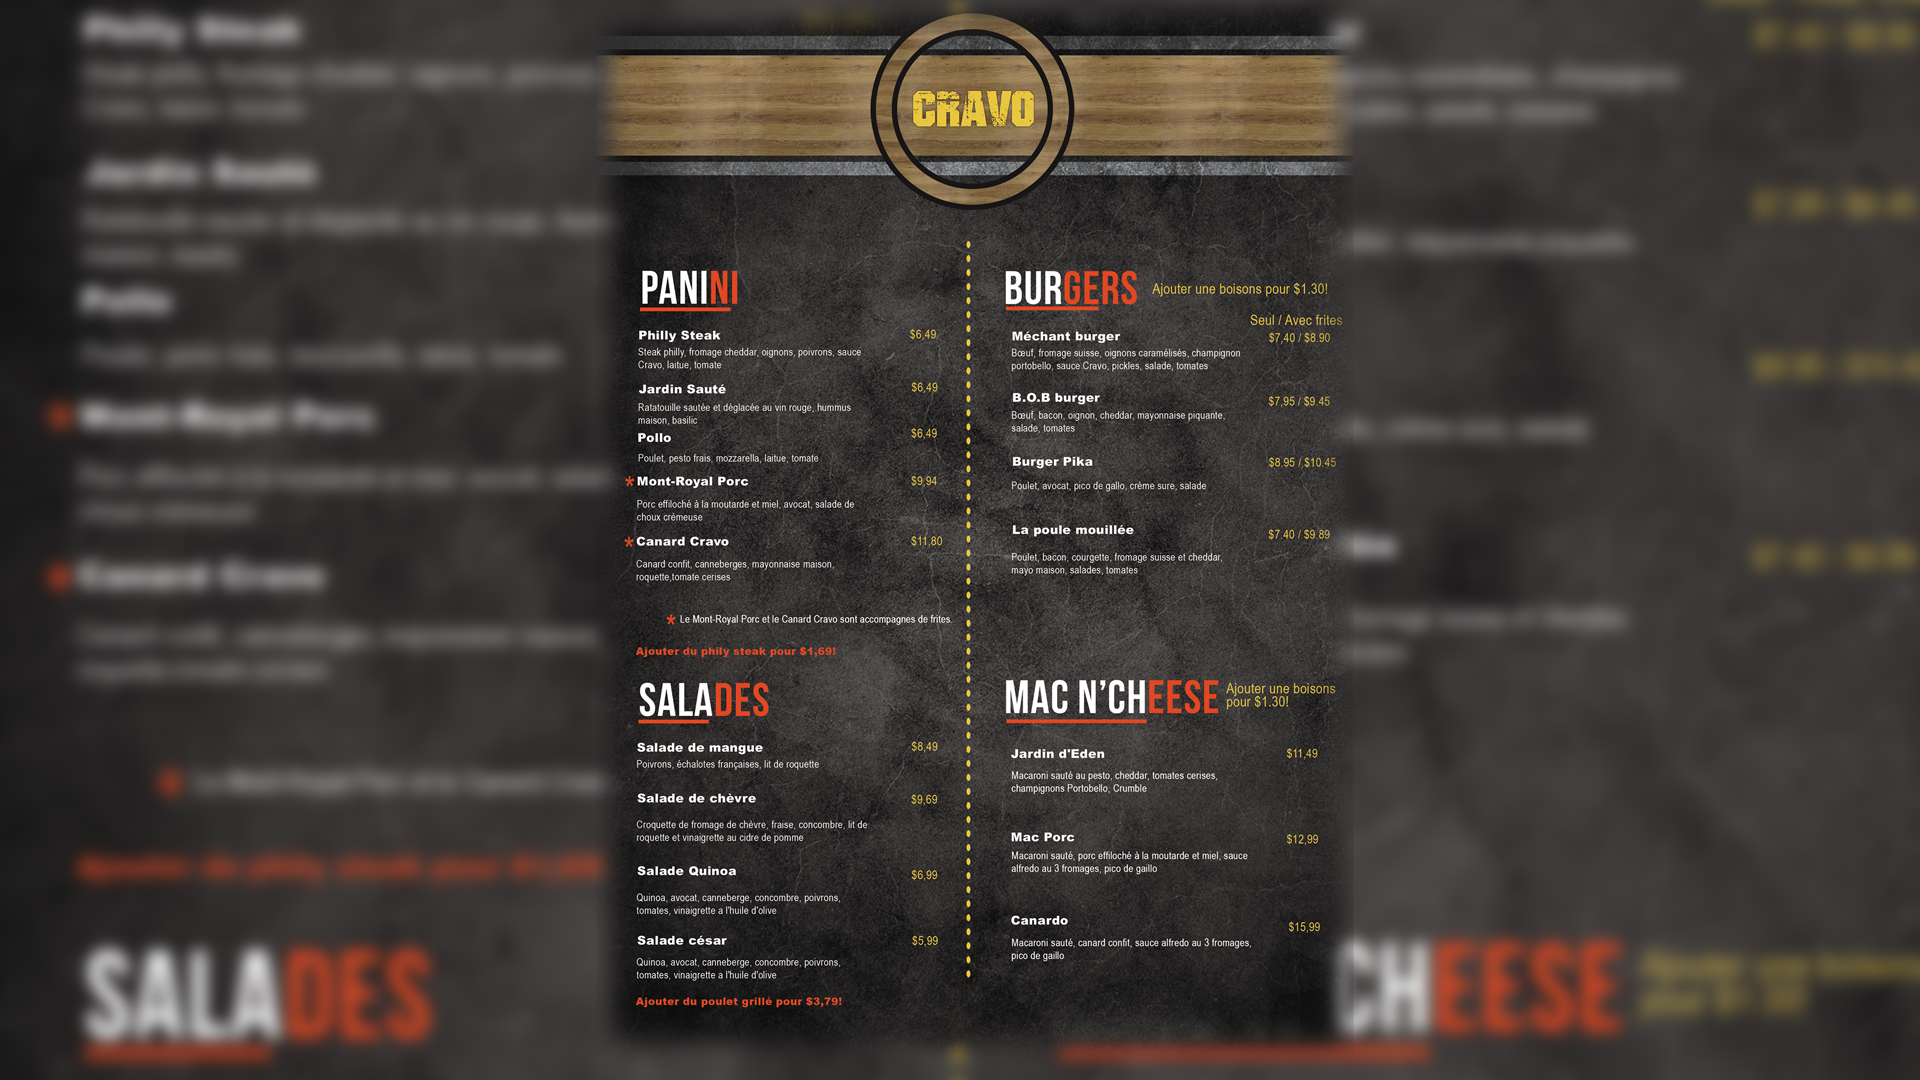 CRAVO
PANINI
Philly Steak $6,49
Steak philly, fromage cheddar, oignons, poivrons, sauce
Cravo, laitue, tomate
Jardin Sauté $6,49
Ratatouille sautée et déglacée au vin rouge, hummus
maison, basilic
Pollo $6,49
Poulet, pesto frais, mozzarella, laitue, tomate
* Mont-Royal Porc $9,94
Porc effiloché à la moutarde et miel, avocat, salade de
choux crèmeuse
* Canard Cravo $11,80
Canard confit, canneberges, mayonnaise maison,
roquette,tomate cerises
* Le Mont-Royal Porc et le Canard Cravo sont accompagnes de frites.
Ajouter du phily steak pour $1,69!
SALADES
Salade de mangue $8,49
Poivrons, échalotes françaises, lit de roquette
Salade de chèvre $9,69
Croquette de fromage de chèvre, fraise, concombre, lit de
roquette et vinaigrette au cidre de pomme
Salade Quinoa $6,99
Quinoa, avocat, canneberge, concombre, poivrons,
tomates, vinaigrette a l'huile d'olive
Salade césar $5,99
Quinoa, avocat, canneberge, concombre, poivrons,
tomates, vinaigrette a l'huile d'olive
Ajouter du poulet grillé pour $3,79!
BURGERS Ajouter une boisons pour $1.30!
Seul / Avec frites
Méchant burger $7,40 / $8.90
Bœuf, fromage suisse, oignons caramélisés, champignon
portobello, sauce Cravo, pickles, salade, tomates
B.O.B burger $7,95 / $9.45
Bœuf, bacon, oignon, cheddar, mayonnaise piquante,
salade, tomates
Burger Pika $8.95 / $10.45
Poulet, avocat, pico de gallo, crème sure, salade
La poule mouillée $7.40 / $9.89
Poulet, bacon, courgette, fromage suisse et cheddar,
mayo maison, salades, tomates
MAC N'CHEESE Ajouter une boisons
pour $1.30!
Jardin d'Eden $11,49
Macaroni sauté au pesto, cheddar, tomates cerises,
champignons Portobello, Crumble
Mac Porc $12,99
Macaroni sauté, porc effiloché à la moutarde et miel, sauce
alfredo au 3 fromages, pico de gaillo
Canardo $15,99
Macaroni sauté, canard confit, sauce alfredo au 3 fromages,
pico de gaillo